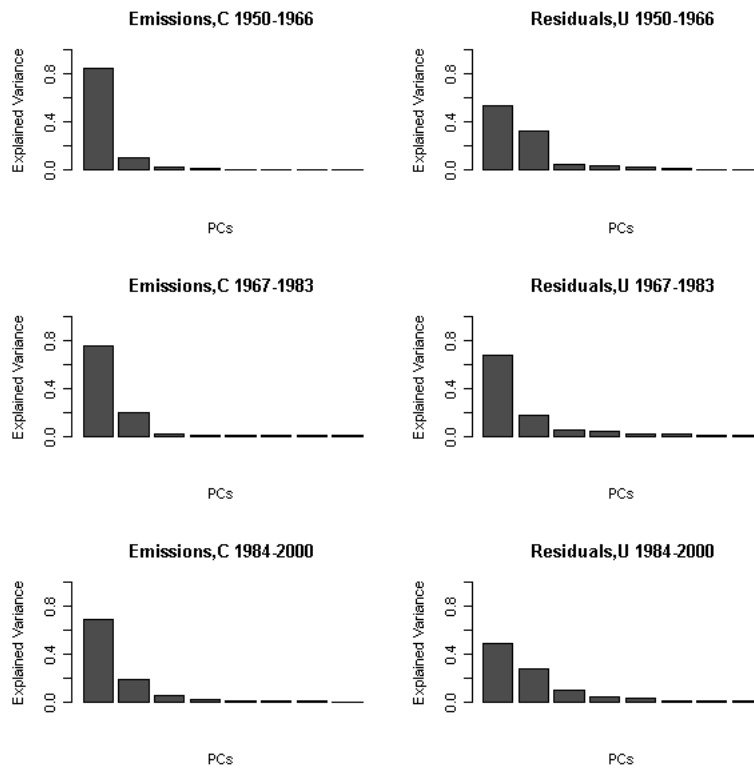 Emissions,C 1950-1966
Explained Variance
0.8
0.4
0.0
PCs
Residuals,U 1950-1966
Explained Variance
0.8
0.4
0.0
PCs
Emissions,C 1967-1983
Explained Variance
0.8
0.4
0.0
PCs
Residuals,U 1967-1983
Explained Variance
0.8
0.4
0.0
PCs
Emissions,C 1984-2000
Explained Variance
0.8
0.4
0.0
PCs
Residuals,U 1984-2000
Explained Variance
0.8
0.4
0.0
PCs